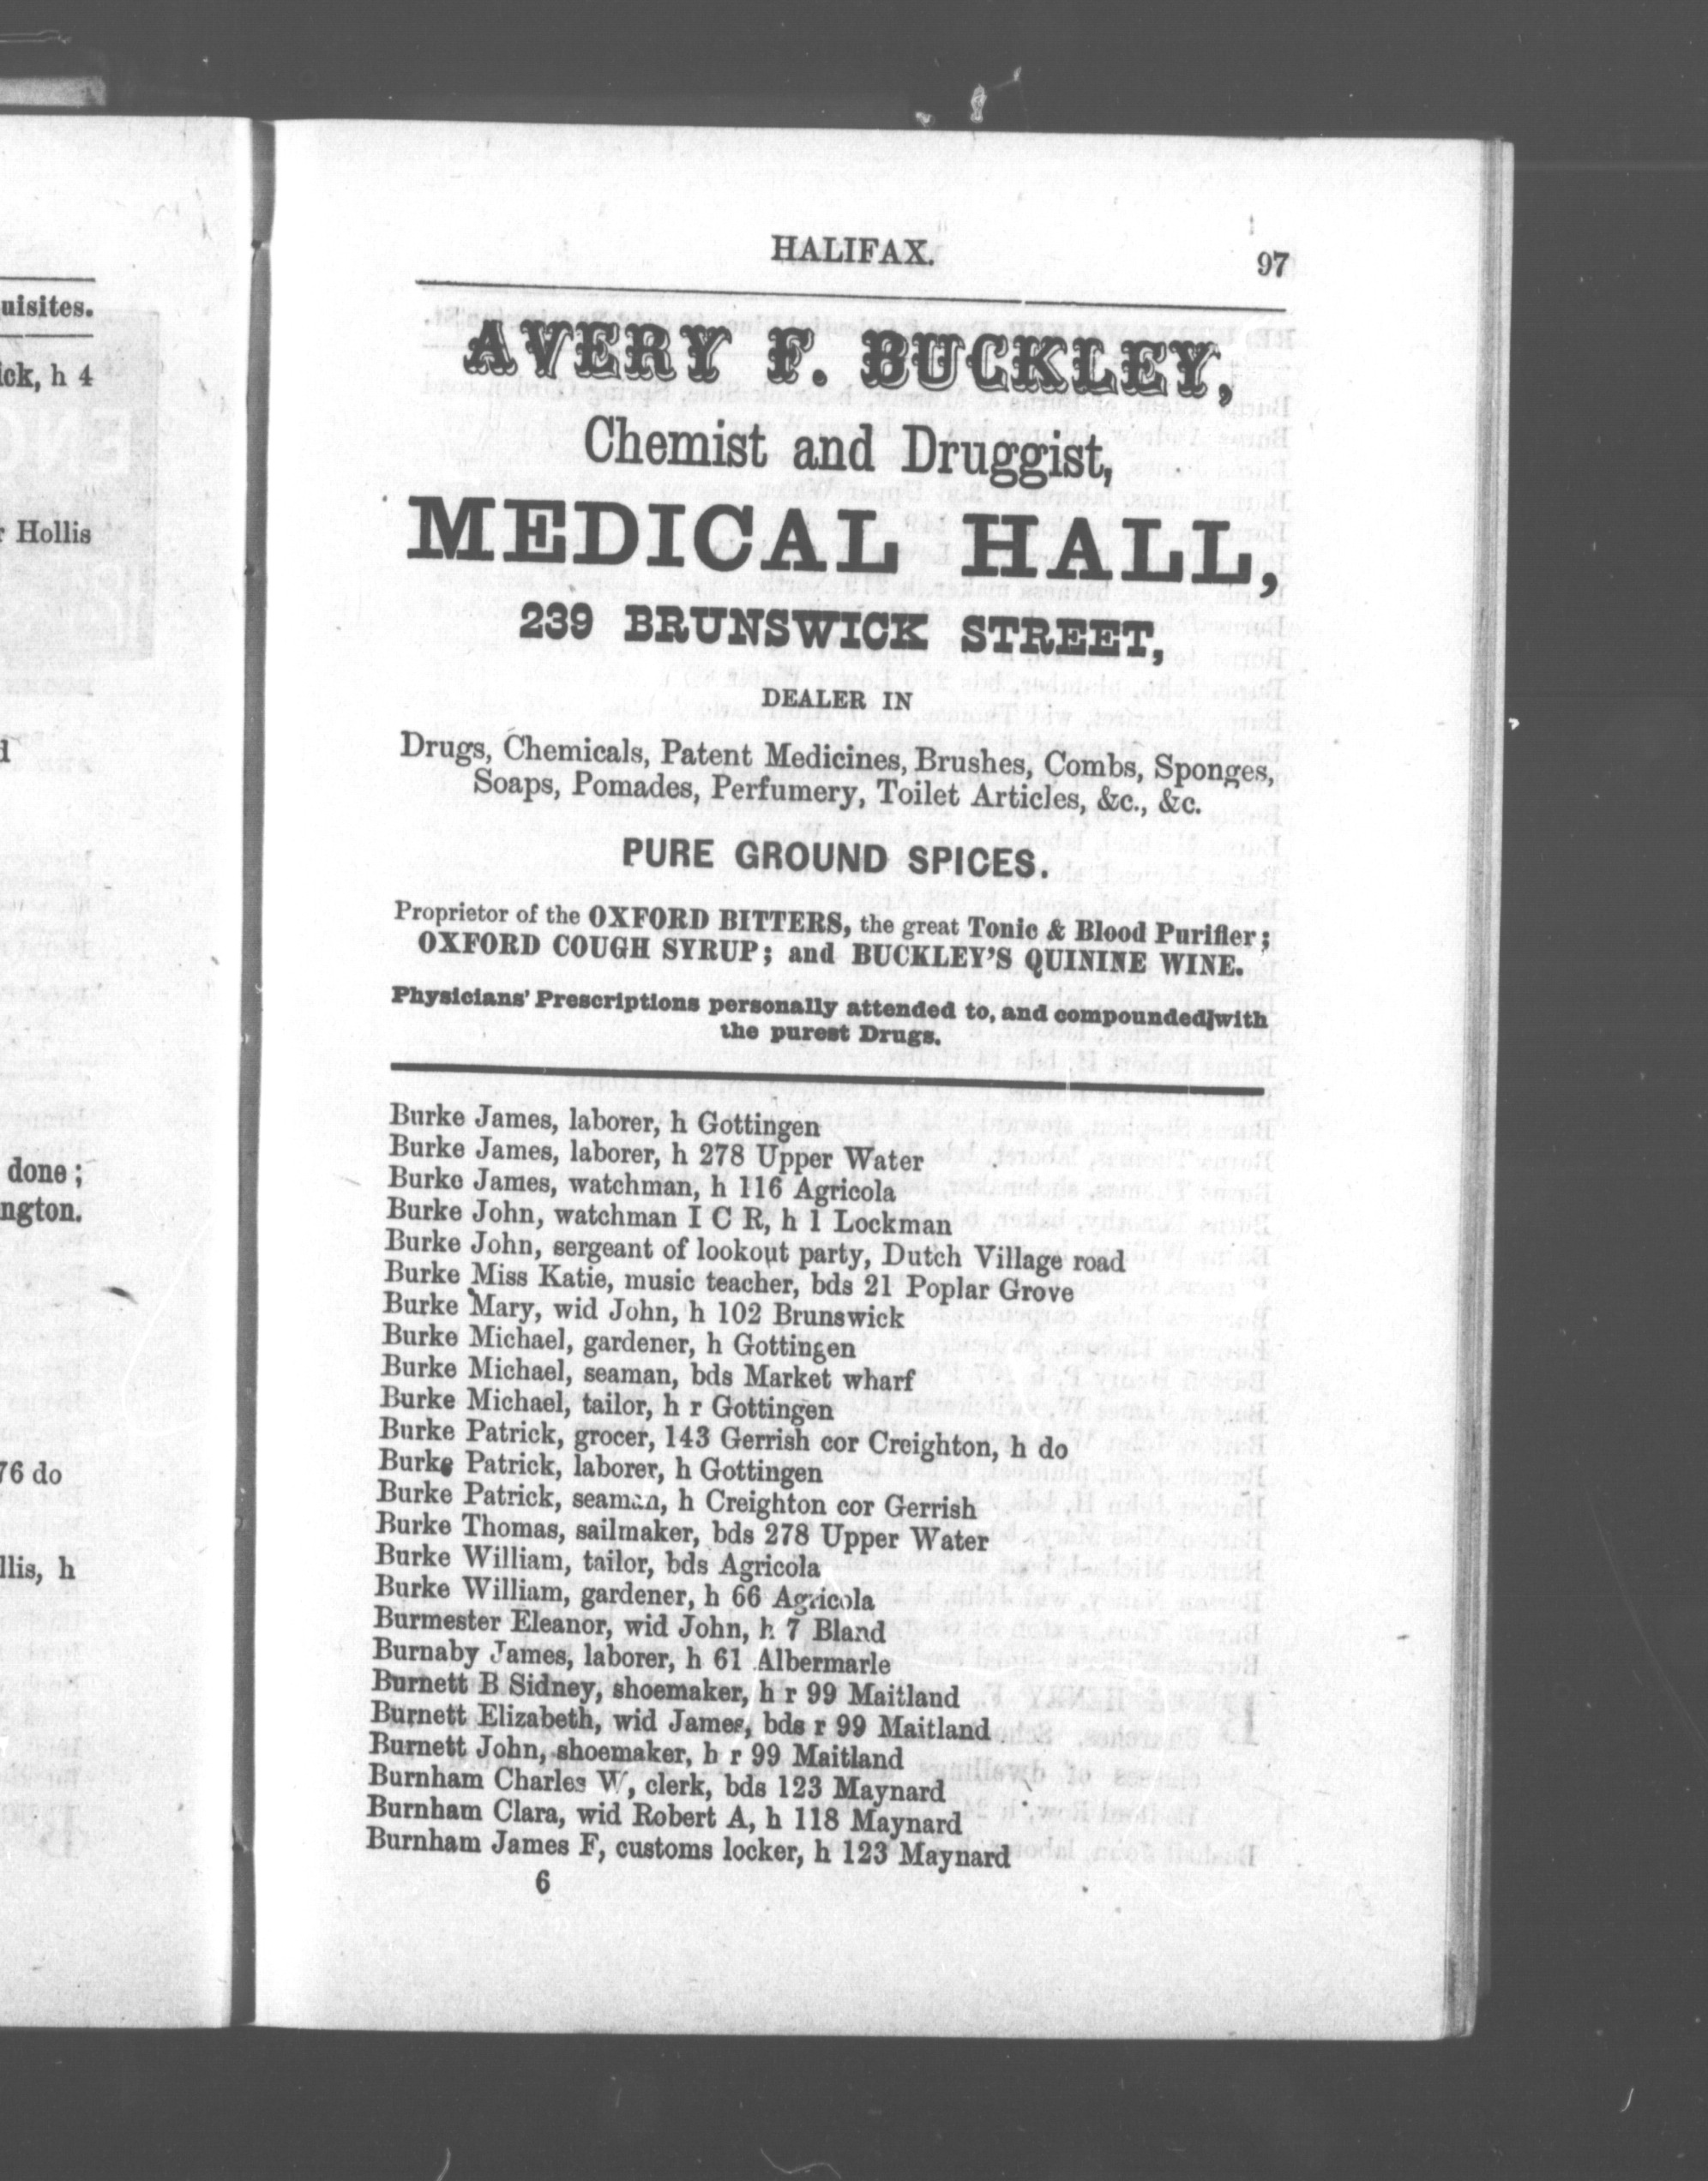 uisites.
ick, h 4
r Hollis
done;
ngton.
76 do
llis, h
HALIFAX.
97
AVERY F. BUCKLEY,
Chemist and Druggist,
MEDICAL HALL,
239 BRUNSWICK STREET,
DEALER IN
Drugs, Chemicals, Patent Medicines, Brushes, Combs, Sponges,
Soaps, Pomades, Perfumery, Toilet Articles, &c., &c.
PURE GROUND SPICES.
Proprietor of the OXFORD BITTERS, the great Tonic & Blood Purifier;
OXFORD COUGH SYRUP; and BUCKLEY'S QUININE WINE.
Physicians' Prescriptions personally attended to, and compounded with
the purest Drugs.
Burke James, laborer, h Gottingen
Burke James, laborer, h 278 Upper Water
Burke James, watchman, h 116 Agricola
Burke John, watchman I C R, h 1 Lockman
Burke John, sergeant of lookout party, Dutch Village road
Burke Miss Katie, music teacher, bds 21 Poplar Grove
Burke Mary, wid John, h 102 Brunswick
Burke Michael, gardener, h Gottingen
Burke Michael, seaman, bds Market wharf
Burke Michael, tailor, h r Gottingen
Burke Patrick, grocer, 143 Gerrish cor Creighton, h do
Burke Patrick, laborer, h Gottingen
Burke Patrick, seaman, h Creighton cor Gerrish
Burke Thomas, sailmaker, bds 278 Upper Water
Burke William, tailor, bds Agricola
Burke William, gardener, h 66 Agricola
Burmester Eleanor, wid John, h 7 Bland
Burnaby James, laborer, h 61 Albermarle
Burnett B Sidney, shoemaker, h r 99 Maitland
Burnett Elizabeth, wid James, bds r 99 Maitland
Burnett John, shoemaker, h r 99 Maitland
Burnham Charles W, clerk, bds 123 Maynard
Burnham Clara, wid Robert A, h 118 Maynard
Burnham James F, customs locker, h 123 Maynard
6